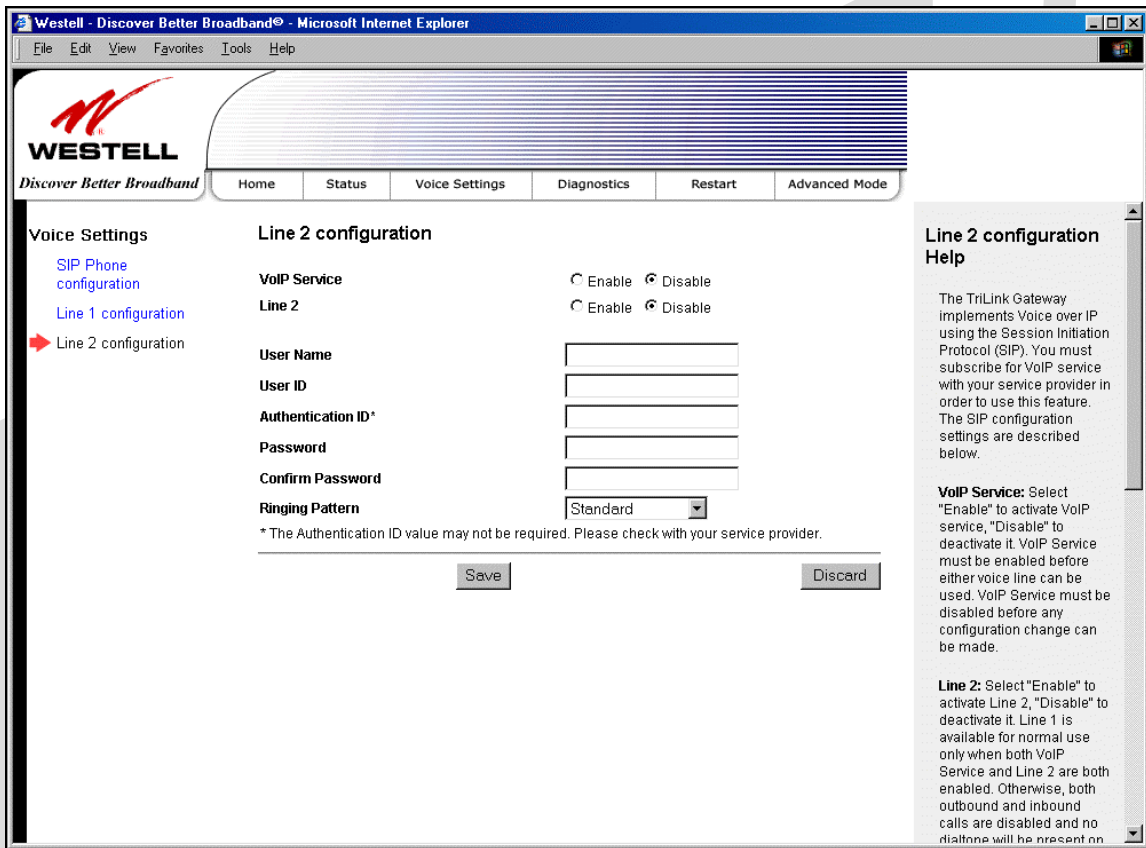 Westell - Discover Better Broadband© - Microsoft Internet Explorer
File Edit View Favorites Tools Help
WESTELL
Discover Better Broadband
Home Status Voice Settings Diagnostics Restart Advanced Mode
Voice Settings
SIP Phone
configuration
Line 1 configuration
Line 2 configuration
Line 2 configuration
VoIP Service Enable Disable
Line 2 Enable Disable
User Name
User ID
Authentication ID*
Password
Confirm Password
Ringing Pattern Standard
* The Authentication ID value may not be required. Please check with your service provider.
Save Discard
Line 2 configuration
Help
The TriLink Gateway
implements Voice over IP
using the Session Initiation
Protocol (SIP). You must
subscribe for VoIP service
with your service provider in
order to use this feature.
The SIP configuration
settings are described
below.
VoIP Service: Select
"Enable" to activate VoIP
service, "Disable" to
deactivate it. VoIP Service
must be enabled before
either voice line can be
used. VoIP Service must be
disabled before any
configuration change can
be made.
Line 2: Select "Enable" to
activate Line 2, "Disable" to
deactivate it. Line 1 is
available for normal use
only when both VoIP
Service and Line 2 are both
enabled. Otherwise, both
outbound and inbound
calls are disabled and no
dialtone will be present on